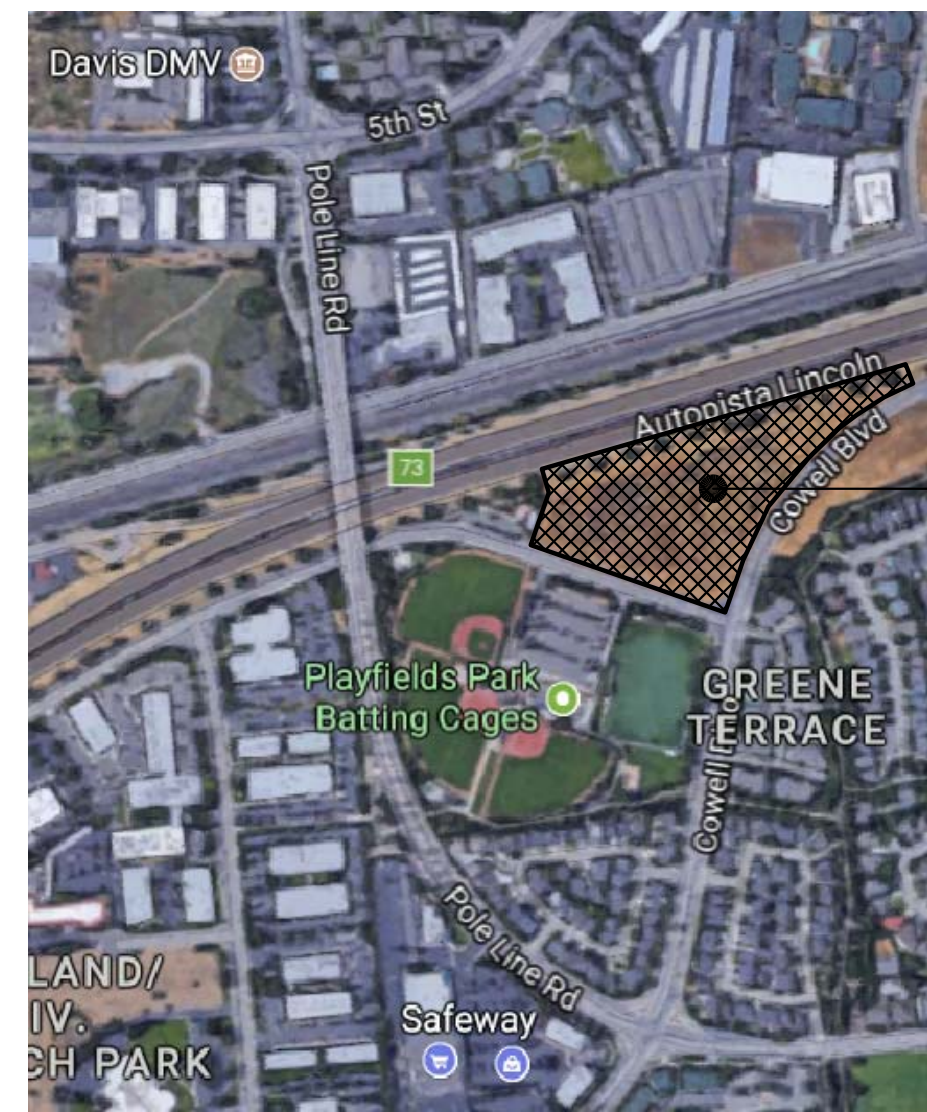 Davis DMV
5th St
Pole Line Rd
Autopista Lincoln
73
Cowell Blvd
Playfields Park
Batting Cages
GREENE
TERRACE
Cowell
Pole Line Rd
LAND/
IV.
CH PARK
Safeway